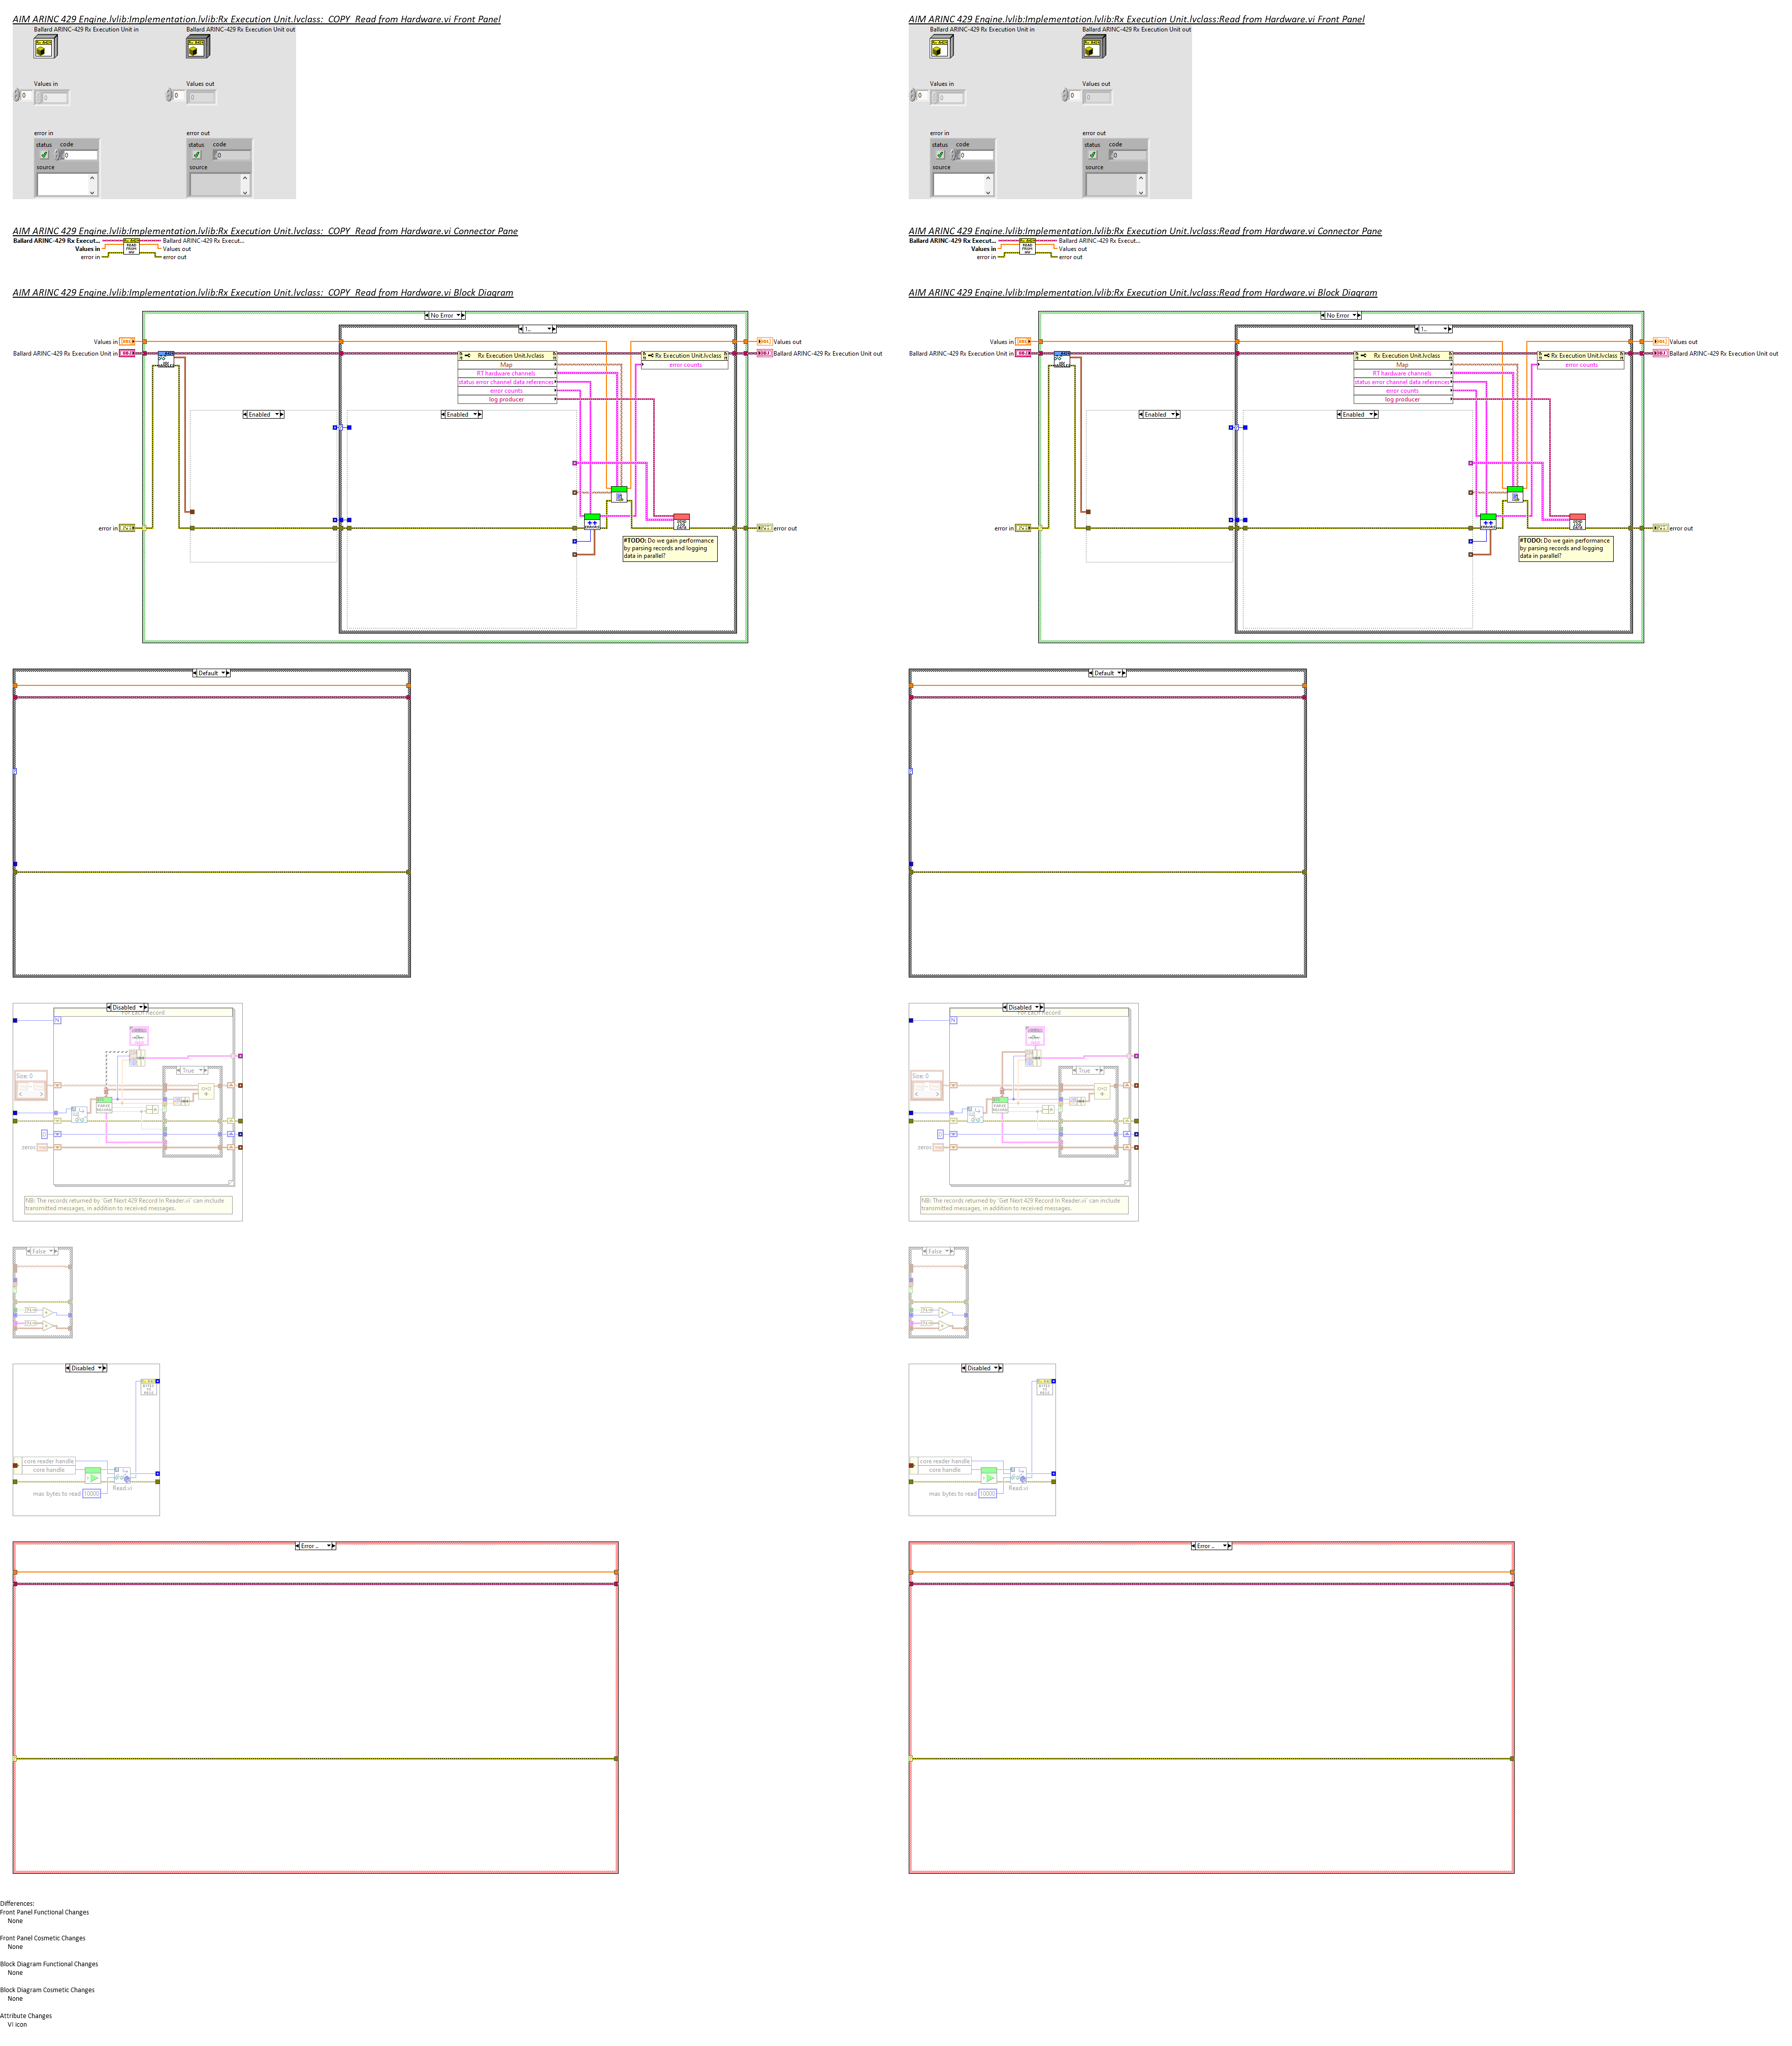 AIM ARINC 429 Engine.lvlib:Implementation.lvlib:Rx Execution Unit.lvclass:_COPY_Read from Hardware.vi Front Panel
Ballard ARINC-429 Rx Execution Unit in
Ballard ARINC-429 Rx Execution Unit out
Values in
Values out
0
0
0
0
error in
error out
status code
status code
0
0
source
source
AIM ARINC 429 Engine.lvlib:Implementation.lvlib:Rx Execution Unit.lvclass:_COPY_Read from Hardware.vi Connector Pane
Ballard ARINC-429 Rx Execut...
Ballard ARINC-429 Rx Execut...
Values in
Values out
error in
error out
READ
FROM
HW
AIM ARINC 429 Engine.lvlib:Implementation.lvlib:Rx Execution Unit.lvclass:_COPY_Read from Hardware.vi Block Diagram
No Error
1..
Values in
Values out
Ballard ARINC-429 Rx Execution Unit in
Ballard ARINC-429 Rx Execution Unit out
Rx Execution Unit.lvclass
Rx Execution Unit.lvclass
Map
error counts
RT hardware channels
status error channel data references
error counts
log producer
Enabled
Enabled
error in
error out
#TODO: Do we gain performance
by parsing records and logging
data in parallel?
Default
Disabled
For Each Record
N
True
Size: 0
PARSE
RECORD
0
zeros
NB: The records returned by `Get Next 429 Record In Reader.vi` can include
transmitted messages, in addition to received messages.
False
Disabled
core reader handle
core handle
Read.vi
max bytes to read
10000
Error
AIM ARINC 429 Engine.lvlib:Implementation.lvlib:Rx Execution Unit.lvclass:Read from Hardware.vi Front Panel
Ballard ARINC-429 Rx Execution Unit in
Ballard ARINC-429 Rx Execution Unit out
Values in
Values out
0
0
0
0
error in
error out
status code
status code
0
0
source
source
AIM ARINC 429 Engine.lvlib:Implementation.lvlib:Rx Execution Unit.lvclass:Read from Hardware.vi Connector Pane
Ballard ARINC-429 Rx Execut...
Ballard ARINC-429 Rx Execut...
Values in
Values out
error in
error out
READ
FROM
HW
AIM ARINC 429 Engine.lvlib:Implementation.lvlib:Rx Execution Unit.lvclass:Read from Hardware.vi Block Diagram
No Error
1..
Values in
Values out
Ballard ARINC-429 Rx Execution Unit in
Ballard ARINC-429 Rx Execution Unit out
Rx Execution Unit.lvclass
Rx Execution Unit.lvclass
Map
error counts
RT hardware channels
status error channel data references
error counts
log producer
Enabled
Enabled
error in
error out
#TODO: Do we gain performance
by parsing records and logging
data in parallel?
Default
Disabled
For Each Record
N
True
Size: 0
PARSE
RECORD
0
zeros
NB: The records returned by `Get Next 429 Record In Reader.vi` can include
transmitted messages, in addition to received messages.
False
Disabled
core reader handle
core handle
Read.vi
max bytes to read
10000
Error
Differences:
Front Panel Functional Changes
None
Front Panel Cosmetic Changes
None
Block Diagram Functional Changes
None
Block Diagram Cosmetic Changes
None
Attribute Changes
VI icon